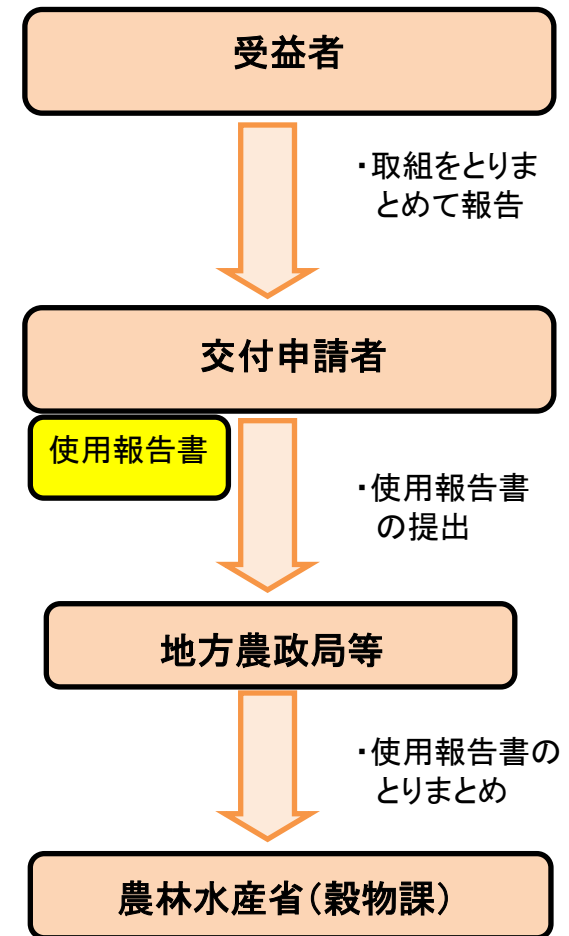 受益者
・取組をとりま
とめて報告
交付申請者
使用報告書
・使用報告書
の提出
地方農政局等
・使用報告書の
とりまとめ
農林水産省(穀物課)